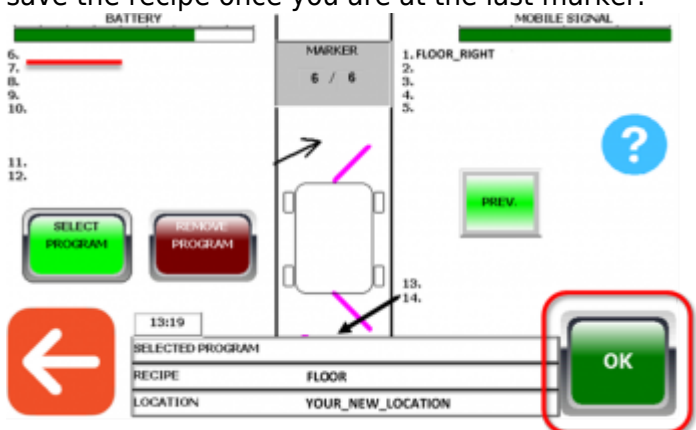 save the recipe once you are at the last marker.
BATTERY
MOBILE SIGNAL
6.
7.
8.
9.
10.
11.
12.
MARKER
6 / 6
1. FLOOR_RIGHT
2.
3.
4.
5.
?
PREV.
SELECT
PROGRAM
REMOVE
PROGRAM
13.
14.
13:19
SELECTED PROGRAM
RECIPE FLOOR
LOCATION YOUR_NEW_LOCATION
OK